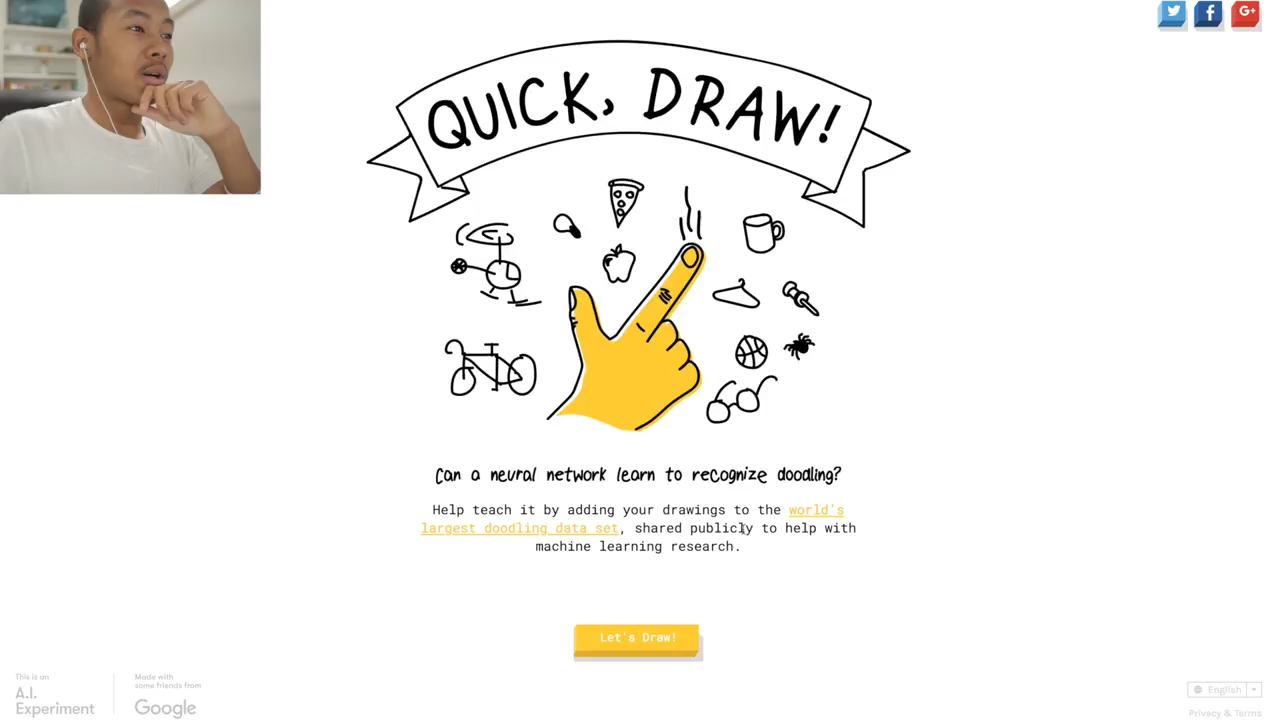 QUICK, DRAW!
Can a neural network learn to recognize doodling?
Help teach it by adding your drawings to the world's
largest doodling data set, shared publicly to help with
machine learning research.
Let's Draw!
This is an
A.I.
Experiment
Made with
some friends from
Google
English
Privacy & Terms